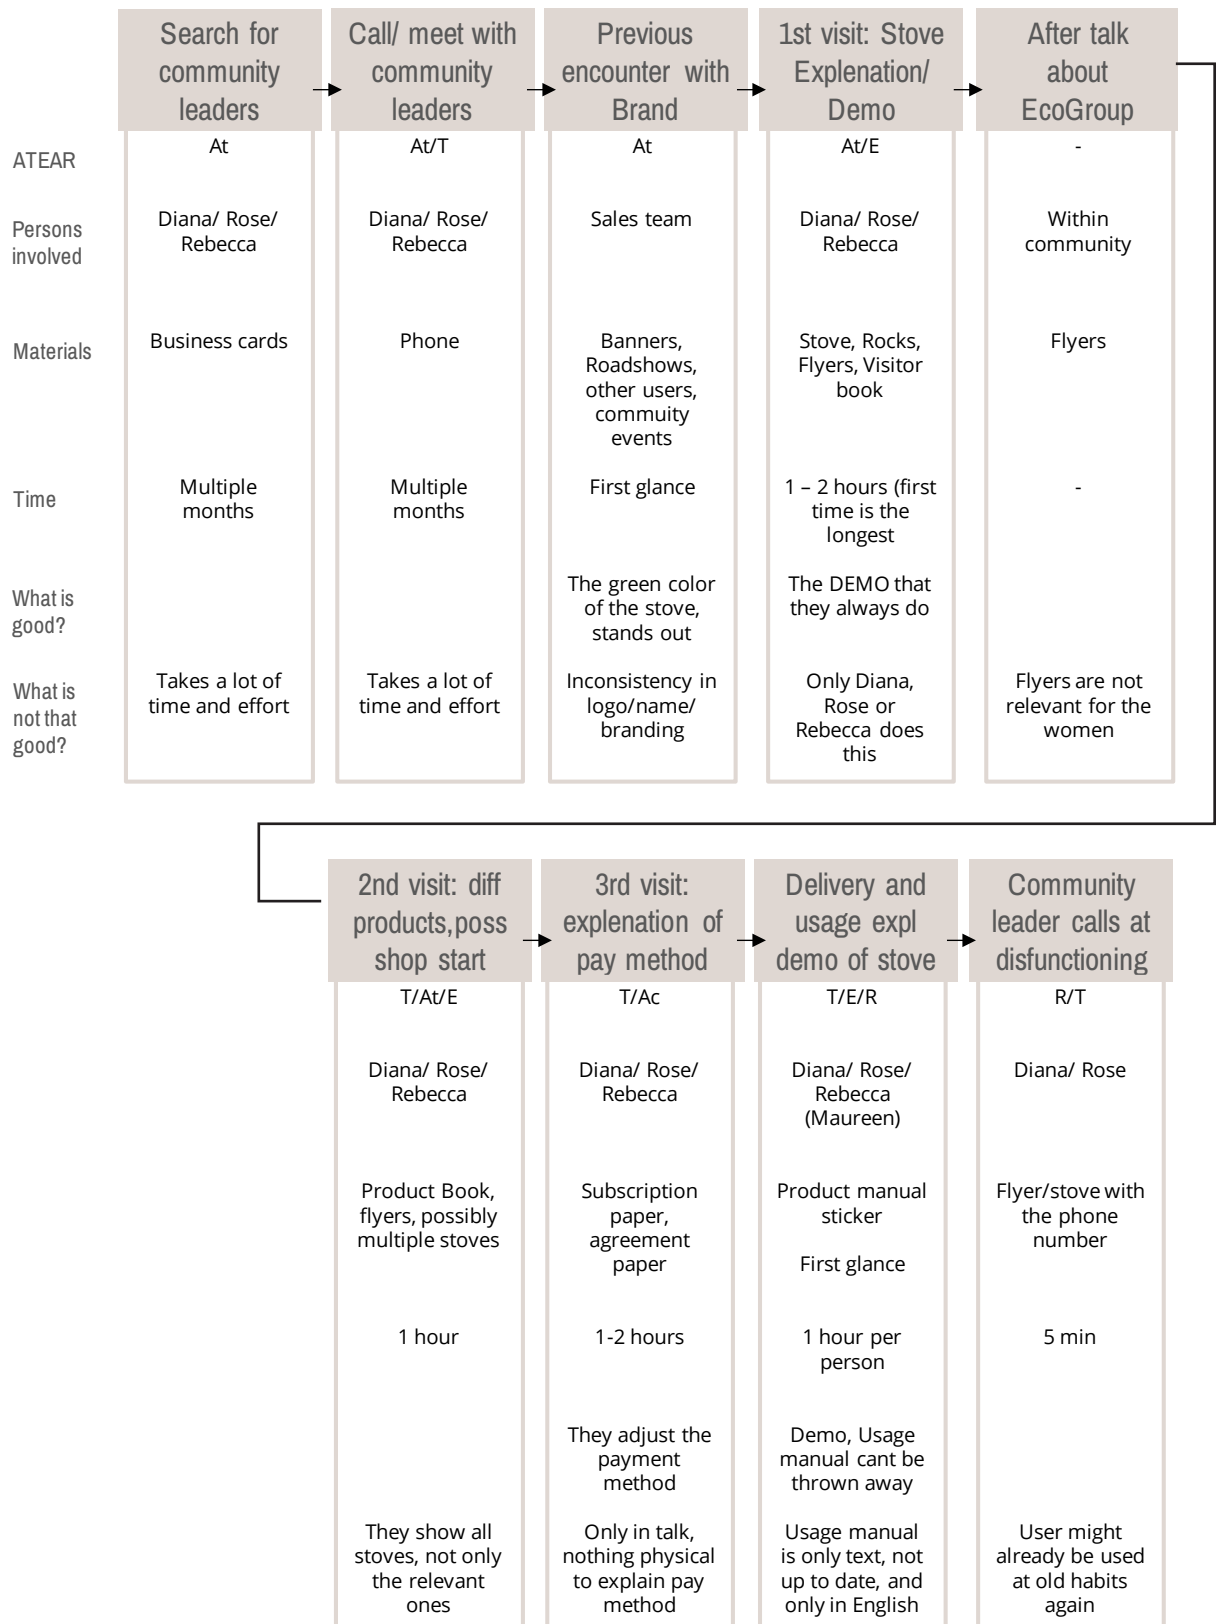 Search for
community
leaders
Call/ meet with
community
leaders
Previous
encounter with
Brand
1st visit: Stove
Explenation/
Demo
After talk
about
EcoGroup
ATEAR
At
At/T
At
At/E
-
Persons
involved
Diana/ Rose/
Rebecca
Diana/ Rose/
Rebecca
Sales team
Diana/ Rose/
Rebecca
Within
community
Materials
Business cards
Phone
Banners,
Roadshows,
other users,
commuity
events
Stove, Rocks,
Flyers, Visitor
book
Flyers
Time
Multiple
months
Multiple
months
First glance
1 – 2 hours (first
time is the
longest
-
What is
good?
The green color
of the stove,
stands out
The DEMO that
they always do
What is
not that
good?
Takes a lot of
time and effort
Takes a lot of
time and effort
Inconsistency in
logo/name/
branding
Only Diana,
Rose or
Rebecca does
this
Flyers are not
relevant for the
women
2nd visit: diff
products,poss
shop start
3rd visit:
explenation of
pay method
Delivery and
usage expl
demo of stove
Community
leader calls at
disfunctioning
T/At/E
T/Ac
T/E/R
R/T
Diana/ Rose/
Rebecca
Diana/ Rose/
Rebecca
Diana/ Rose/
Rebecca
(Maureen)
Diana/ Rose
Product Book,
flyers, possibly
multiple stoves
Subscription
paper,
agreement
paper
Product manual
sticker
First glance
Flyer/stove with
the phone
number
1 hour
1-2 hours
1 hour per
person
5 min
They adjust the
payment
method
Demo, Usage
manual cant be
thrown away
They show all
stoves, not only
the relevant
ones
Only in talk,
nothing physical
to explain pay
method
Usage manual
is only text, not
up to date, and
only in English
User might
already be used
at old habits
again